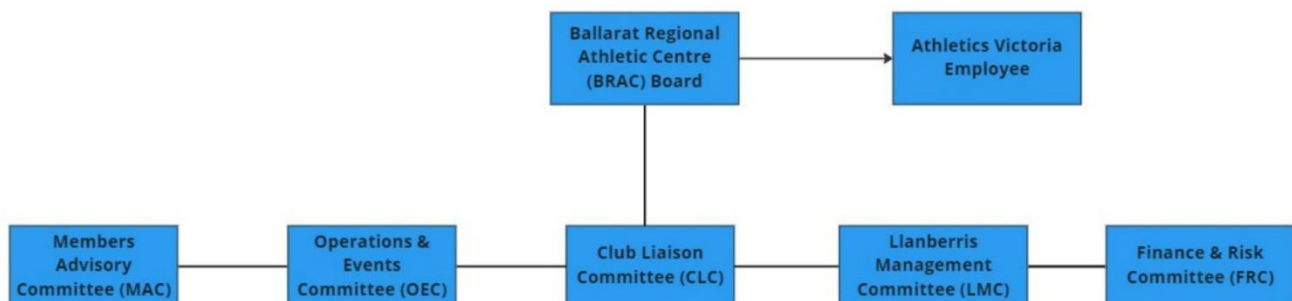 Ballarat Regional
Athletic Centre
(BRAC) Board
Athletics Victoria
Employee
Members
Advisory
Committee (MAC)
Operations &
Events
Committee (OEC)
Club Liaison
Committee (CLC)
Llanberris
Management
Committee (LMC)
Finance & Risk
Committee (FRC)